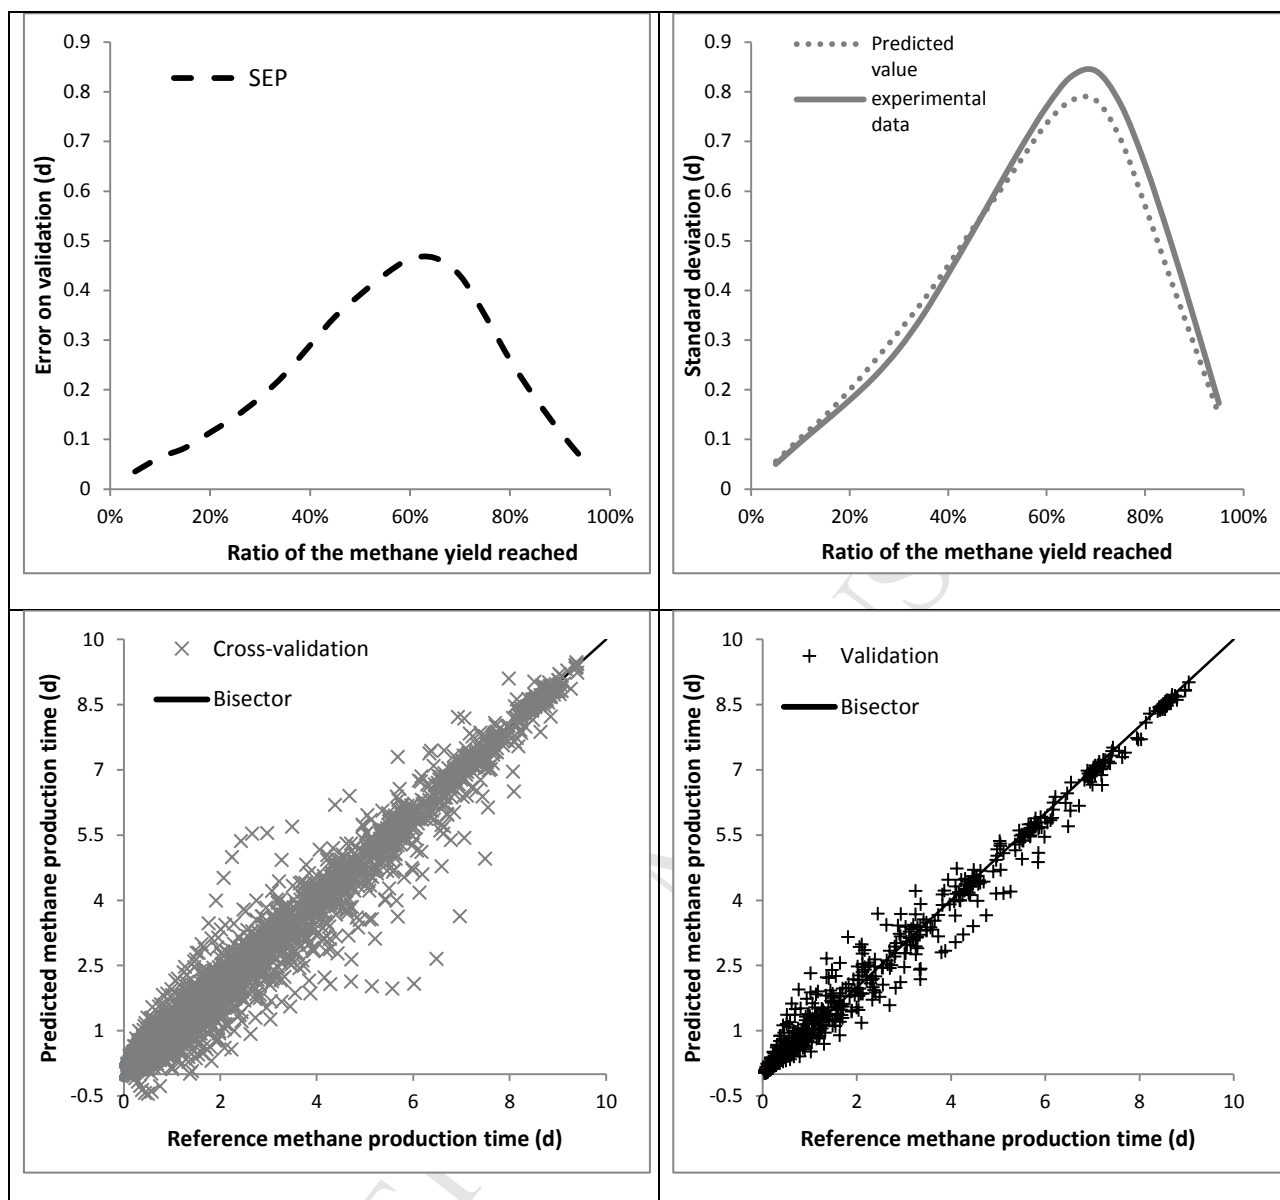 0.9
0.8
0.7
0.6
0.5
0.4
0.3
0.2
0.1
0
Error on validation (d)
SEP
0% 20% 40% 60% 80% 100%
Ratio of the methane yield reached
0.9
0.8
0.7
0.6
0.5
0.4
0.3
0.2
0.1
0
Standard deviation (d)
Predicted
value
experimental
data
0% 20% 40% 60% 80% 100%
Ratio of the methane yield reached
10
8.5
7
5.5
4
2.5
1
-0.5
Predicted methane production time (d)
Cross-validation
Bisector
0 2 4 6 8 10
Reference methane production time (d)
10
8.5
7
5.5
4
2.5
1
-0.5
Predicted methane production time (d)
Validation
Bisector
0 2 4 6 8 10
Reference methane production time (d)